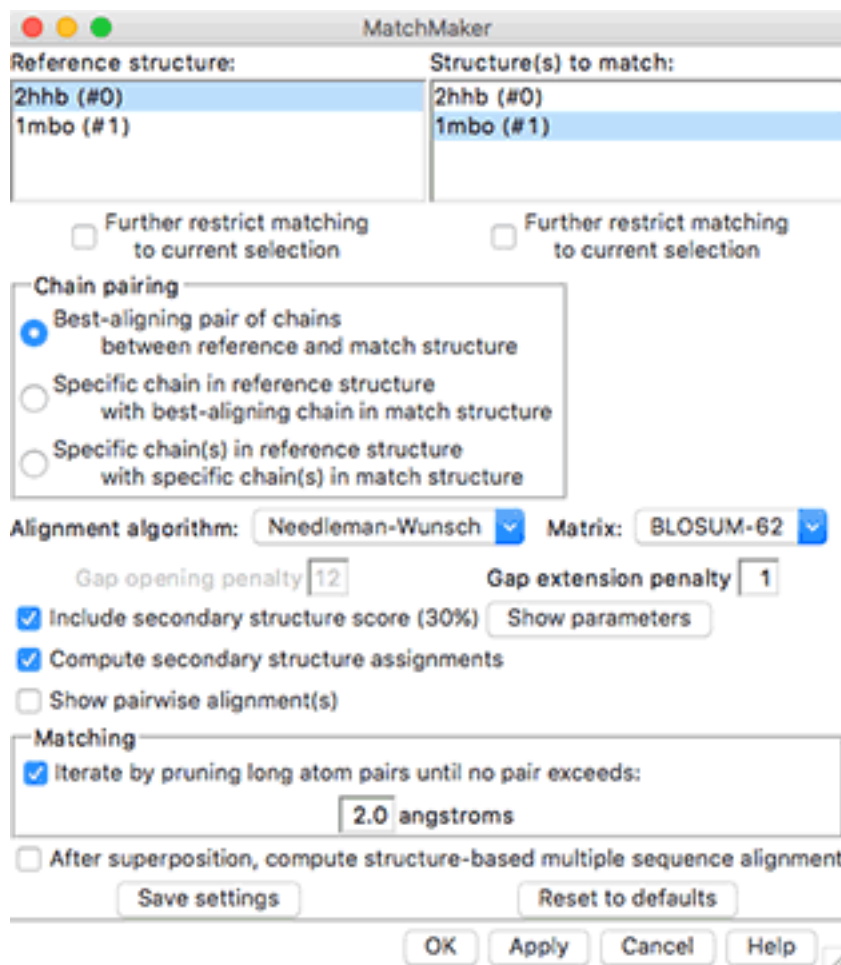 MatchMaker
Reference structure:
Structure(s) to match:
2hhb (#0)
1mbo (#1)
2hhb (#0)
1mbo (#1)
Further restrict matching
to current selection
Further restrict matching
to current selection
Chain pairing
Best-aligning pair of chains
between reference and match structure
Specific chain in reference structure
with best-aligning chain in match structure
Specific chain(s) in reference structure
with specific chain(s) in match structure
Alignment algorithm: Needleman-Wunsch Matrix: BLOSUM-62
Gap opening penalty 12 Gap extension penalty 1
Include secondary structure score (30%) Show parameters
Compute secondary structure assignments
Show pairwise alignment(s)
Matching
Iterate by pruning long atom pairs until no pair exceeds:
2.0 angstroms
After superposition, compute structure-based multiple sequence alignment
Save settings Reset to defaults
OK Apply Cancel Help